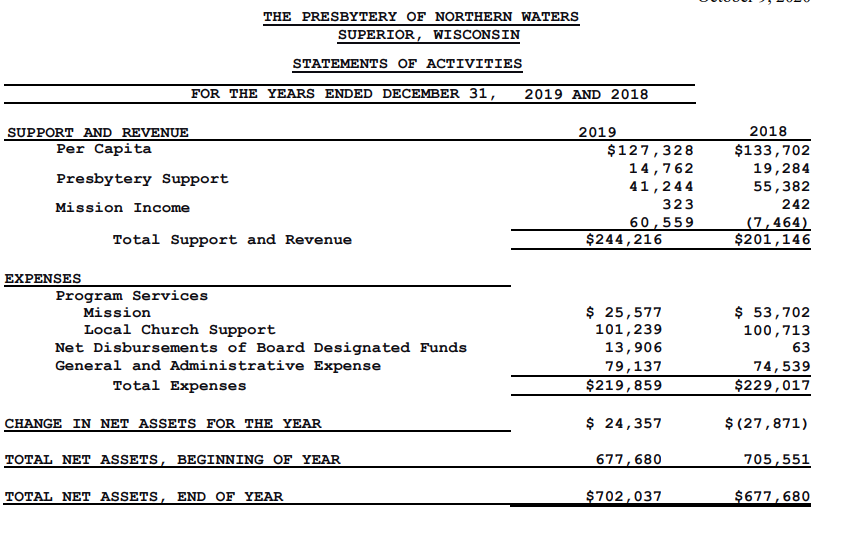 THE PRESBYTERY OF NORTHERN WATERS
SUPERIOR, WISCONSIN
STATEMENTS OF ACTIVITIES
FOR THE YEARS ENDED DECEMBER 31, 2019 AND 2018
SUPPORT AND REVENUE 2019 2018
Per Capita $127,328 $133,702
14,762 19,284
Presbytery Support
41,244 55,382
Mission Income 323 242
60,559 (7,464)
Total Support and Revenue $244,216 $201,146
EXPENSES
Program Services
Mission $ 25,577 $ 53,702
Local Church Support 101,239 100,713
Net Disbursements of Board Designated Funds 13,906 63
General and Administrative Expense 79,137 74,539
Total Expenses $219,859 $229,017
CHANGE IN NET ASSETS FOR THE YEAR $ 24,357 $(27,871)
TOTAL NET ASSETS, BEGINNING OF YEAR 677,680 705,551
TOTAL NET ASSETS, END OF YEAR $702,037 $677,680